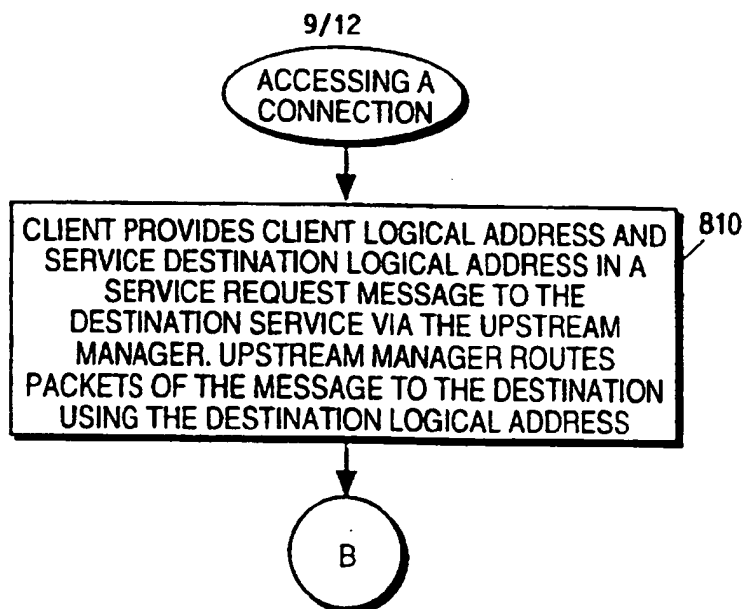 9/12
ACCESSING A
CONNECTION
CLIENT PROVIDES CLIENT LOGICAL ADDRESS AND
SERVICE DESTINATION LOGICAL ADDRESS IN A
SERVICE REQUEST MESSAGE TO THE
DESTINATION SERVICE VIA THE UPSTREAM
MANAGER. UPSTREAM MANAGER ROUTES
PACKETS OF THE MESSAGE TO THE DESTINATION
USING THE DESTINATION LOGICAL ADDRESS
810
B